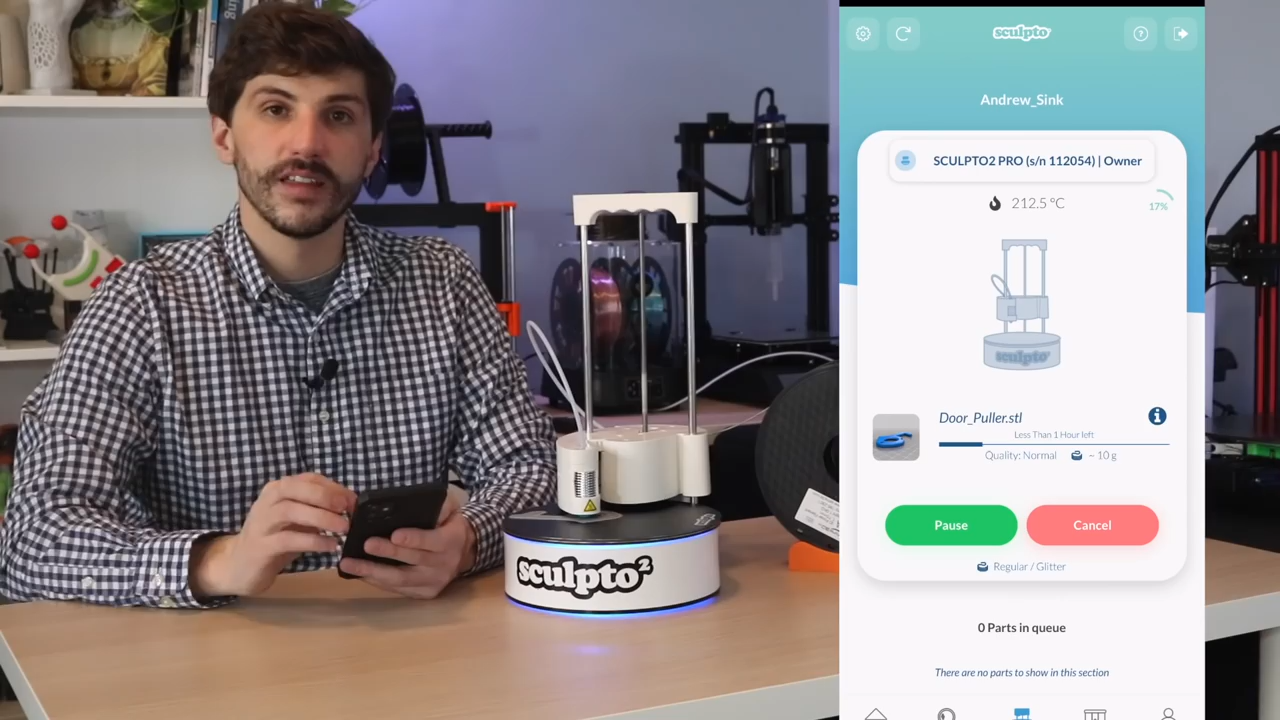 sculpto²
sculpto
Andrew_Sink
SCULPTO2 PRO (s/n 112054) | Owner
212.5 °C
17%
sculpto
Door_Puller.stl
Less Than 1 Hour left
Quality: Normal
~ 10 g
Pause
Cancel
Regular / Glitter
0 Parts in queue
There are no parts to show in this section